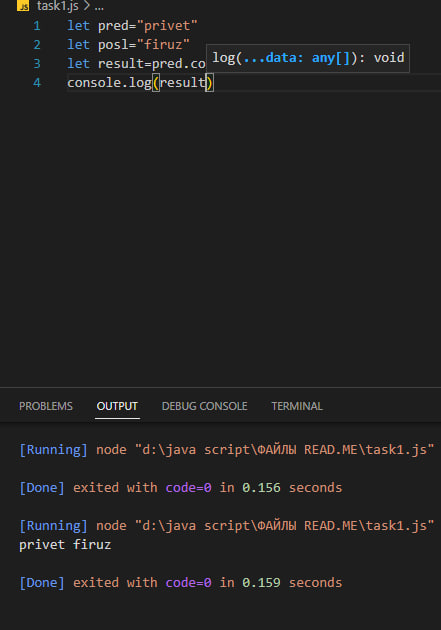 JS task1.js > ...
1 let pred="privet"
2 let posl="firuz"
log(...data: any[]): void
3 let result=pred.co
4 console.log(result)
PROBLEMS OUTPUT DEBUG CONSOLE TERMINAL
[Running] node "d:\java script\ФАЙЛЫ READ.ME\task1.js"
[Done] exited with code=0 in 0.156 seconds
[Running] node "d:\java script\ФАЙЛЫ READ.ME\task1.js"
privet firuz
[Done] exited with code=0 in 0.159 seconds